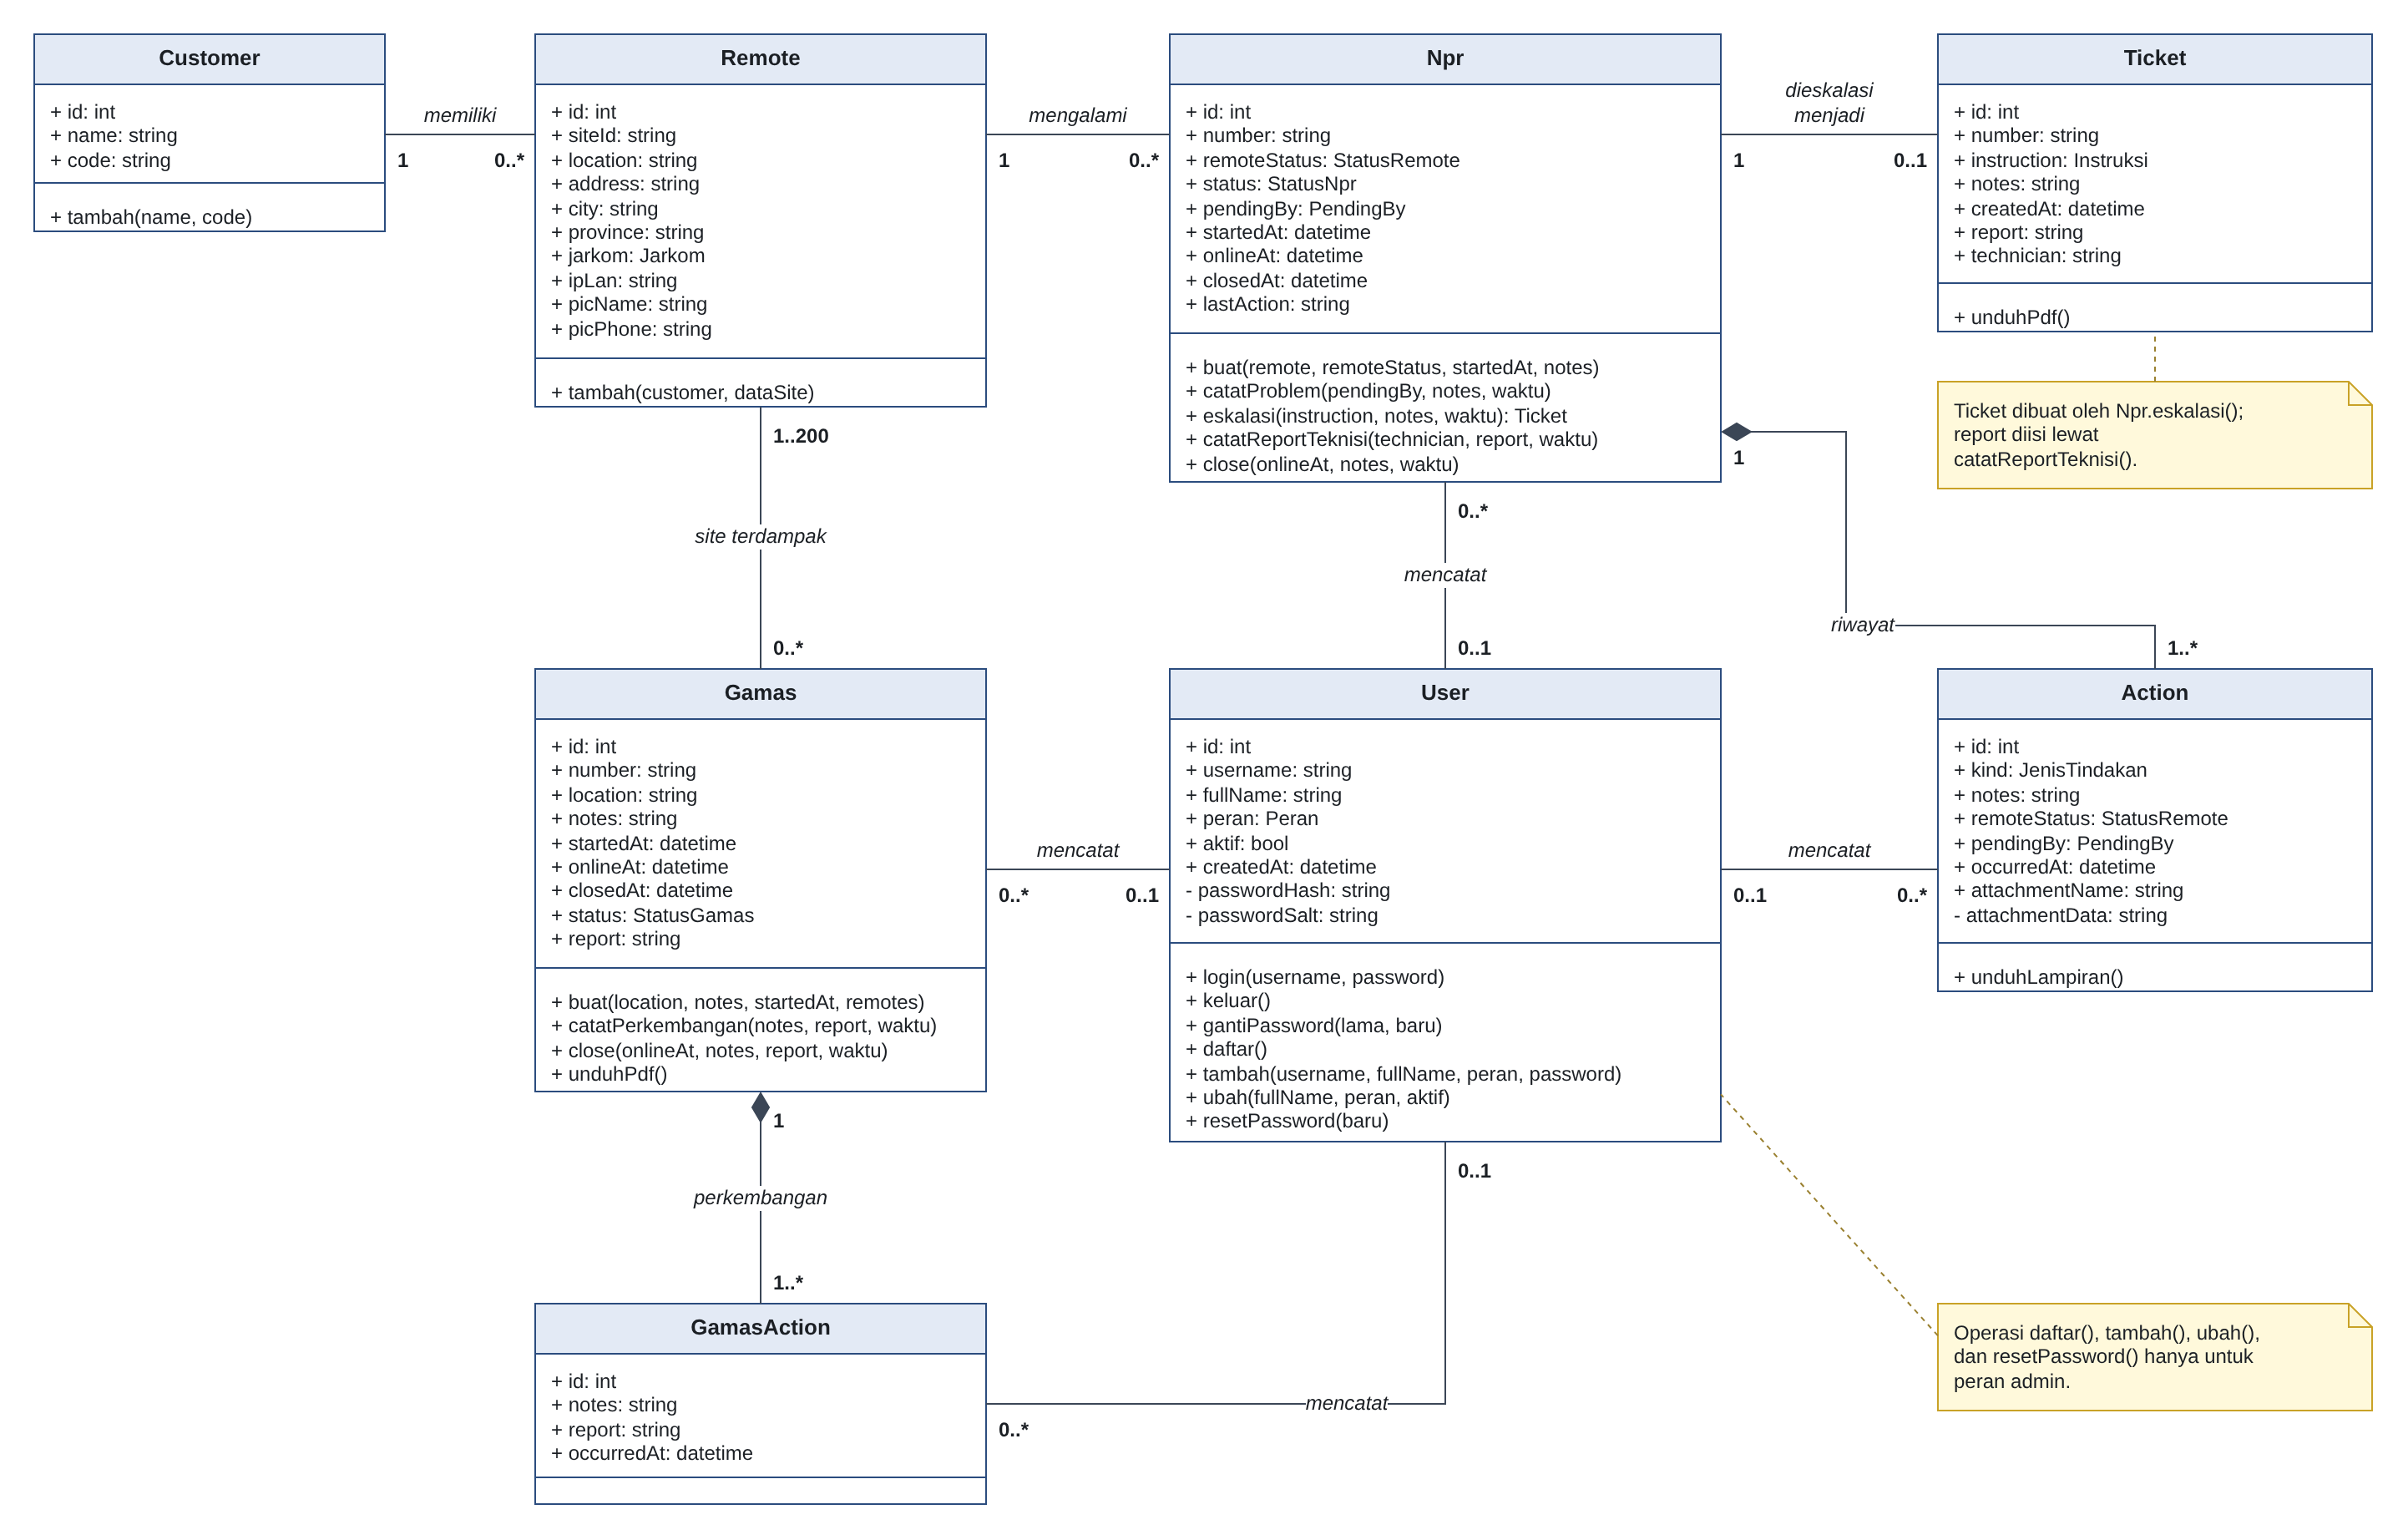 Customer
+ id: int
+ name: string
+ code: string
+ tambah(name, code)
memiliki
1
0..*
Remote
+ id: int
+ siteId: string
+ location: string
+ address: string
+ city: string
+ province: string
+ jarkom: Jarkom
+ ipLan: string
+ picName: string
+ picPhone: string
+ tambah(customer, dataSite)
mengalami
1
0..*
Npr
+ id: int
+ number: string
+ remoteStatus: StatusRemote
+ status: StatusNpr
+ pendingBy: PendingBy
+ startedAt: datetime
+ onlineAt: datetime
+ closedAt: datetime
+ lastAction: string
+ buat(remote, remoteStatus, startedAt, notes)
+ catatProblem(pendingBy, notes, waktu)
+ eskalasi(instruction, notes, waktu): Ticket
+ catatReportTeknisi(technician, report, waktu)
+ close(onlineAt, notes, waktu)
dieskalasi
menjadi
1
0..1
Ticket
+ id: int
+ number: string
+ instruction: Instruksi
+ notes: string
+ createdAt: datetime
+ report: string
+ technician: string
+ unduhPdf()
Ticket dibuat oleh Npr.eskalasi();
report diisi lewat
catatReportTeknisi().
1..200
site terdampak
0..*
0..*
mencatat
0..1
1
riwayat
1..*
Gamas
+ id: int
+ number: string
+ location: string
+ notes: string
+ startedAt: datetime
+ onlineAt: datetime
+ closedAt: datetime
+ status: StatusGamas
+ report: string
+ buat(location, notes, startedAt, remotes)
+ catatPerkembangan(notes, report, waktu)
+ close(onlineAt, notes, report, waktu)
+ unduhPdf()
mencatat
0..*
0..1
User
+ id: int
+ username: string
+ fullName: string
+ peran: Peran
+ aktif: bool
+ createdAt: datetime
- passwordHash: string
- passwordSalt: string
+ login(username, password)
+ keluar()
+ gantiPassword(lama, baru)
+ daftar()
+ tambah(username, fullName, peran, password)
+ ubah(fullName, peran, aktif)
+ resetPassword(baru)
mencatat
0..1
0..*
Action
+ id: int
+ kind: JenisTindakan
+ notes: string
+ remoteStatus: StatusRemote
+ pendingBy: PendingBy
+ occurredAt: datetime
+ attachmentName: string
- attachmentData: string
+ unduhLampiran()
1
perkembangan
1..*
0..1
GamasAction
+ id: int
+ notes: string
+ report: string
+ occurredAt: datetime
mencatat
0..*
Operasi daftar(), tambah(), ubah(),
dan resetPassword() hanya untuk
peran admin.